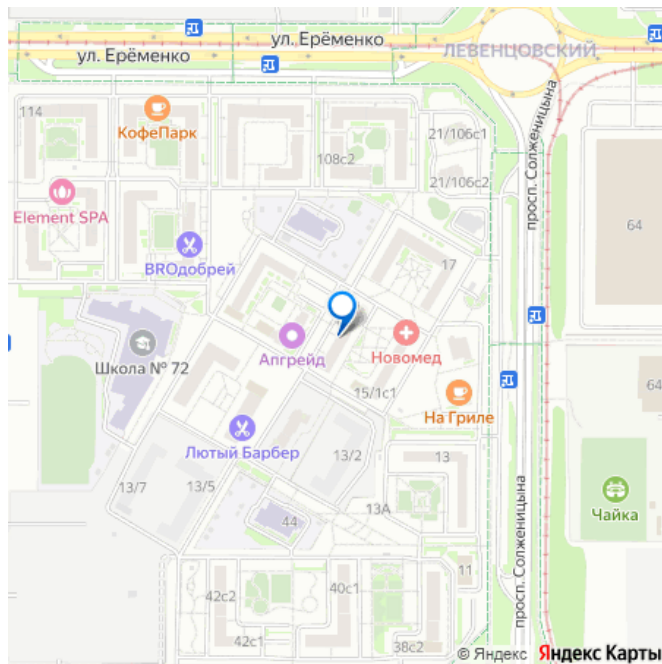 ул. Ерёменко
ул. Ерёменко
ЛЕВЕНЦОВСКИЙ
114
КофеПарк
108с2
21/106с1
21/106с2
просп. Солженицына
64
Element SPA
BROдобрей
17
Школа № 72
Апгрейд
Новомед
15/1с1
64
На Гриле
Лютый Барбер
13/2
13
13/7
13/5
13А
44
Чайка
просп. Солженицына
11
42с2
40с1
42с1
38с2
© Яндекс Яндекс Карты